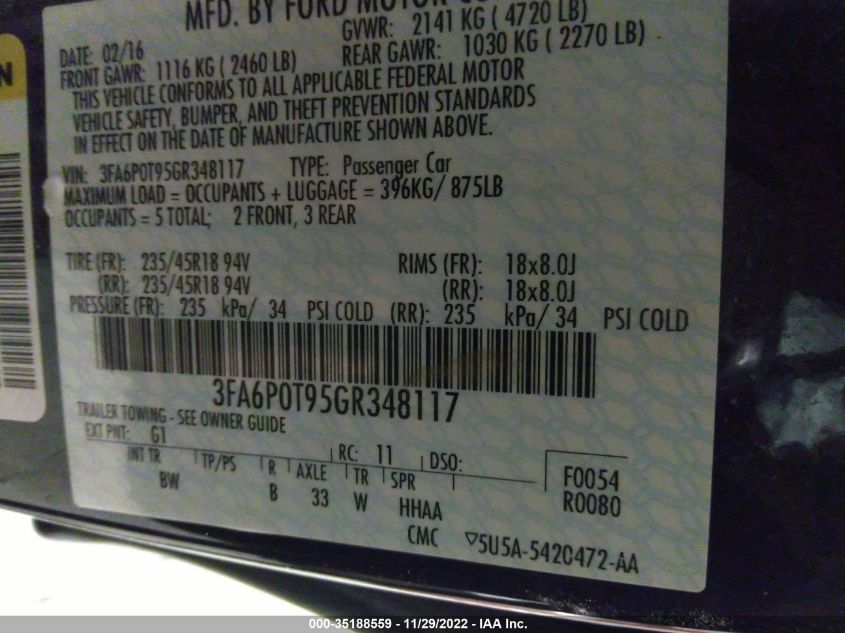 MFD. BY FORD MOTOR CO
DATE: 02/16 GVWR: 2141 KG ( 4720 LB)
FRONT GAWR: 1116 KG ( 2460 LB) REAR GAWR: 1030 KG ( 2270 LB)
THIS VEHICLE CONFORMS TO ALL APPLICABLE FEDERAL MOTOR
VEHICLE SAFETY, BUMPER, AND THEFT PREVENTION STANDARDS
IN EFFECT ON THE DATE OF MANUFACTURE SHOWN ABOVE.
VIN: 3FA6P0T95GR348117 TYPE: Passenger Car
MAXIMUM LOAD = OCCUPANTS + LUGGAGE = 396KG/ 875LB
OCCUPANTS = 5 TOTAL; 2 FRONT, 3 REAR
TIRE (FR): 235/45R18 94V RIMS (FR): 18x8.0J
(RR): 235/45R18 94V (RR): 18x8.0J
PRESSURE (FR): 235 kPa/ 34 PSI COLD (RR): 235 kPa/ 34 PSI COLD
3FA6P0T95GR348117
TRAILER TOWING - SEE OWNER GUIDE
EXT PNT: G1 RC: 11 DSO:
INT TR TP/PS R AXLE TR SPR
BW B 33 W HHAA
F0054
R0080
CMC ▽5U5A-5420472-AA
N
000-35188559 - 11/29/2022 - IAA Inc.